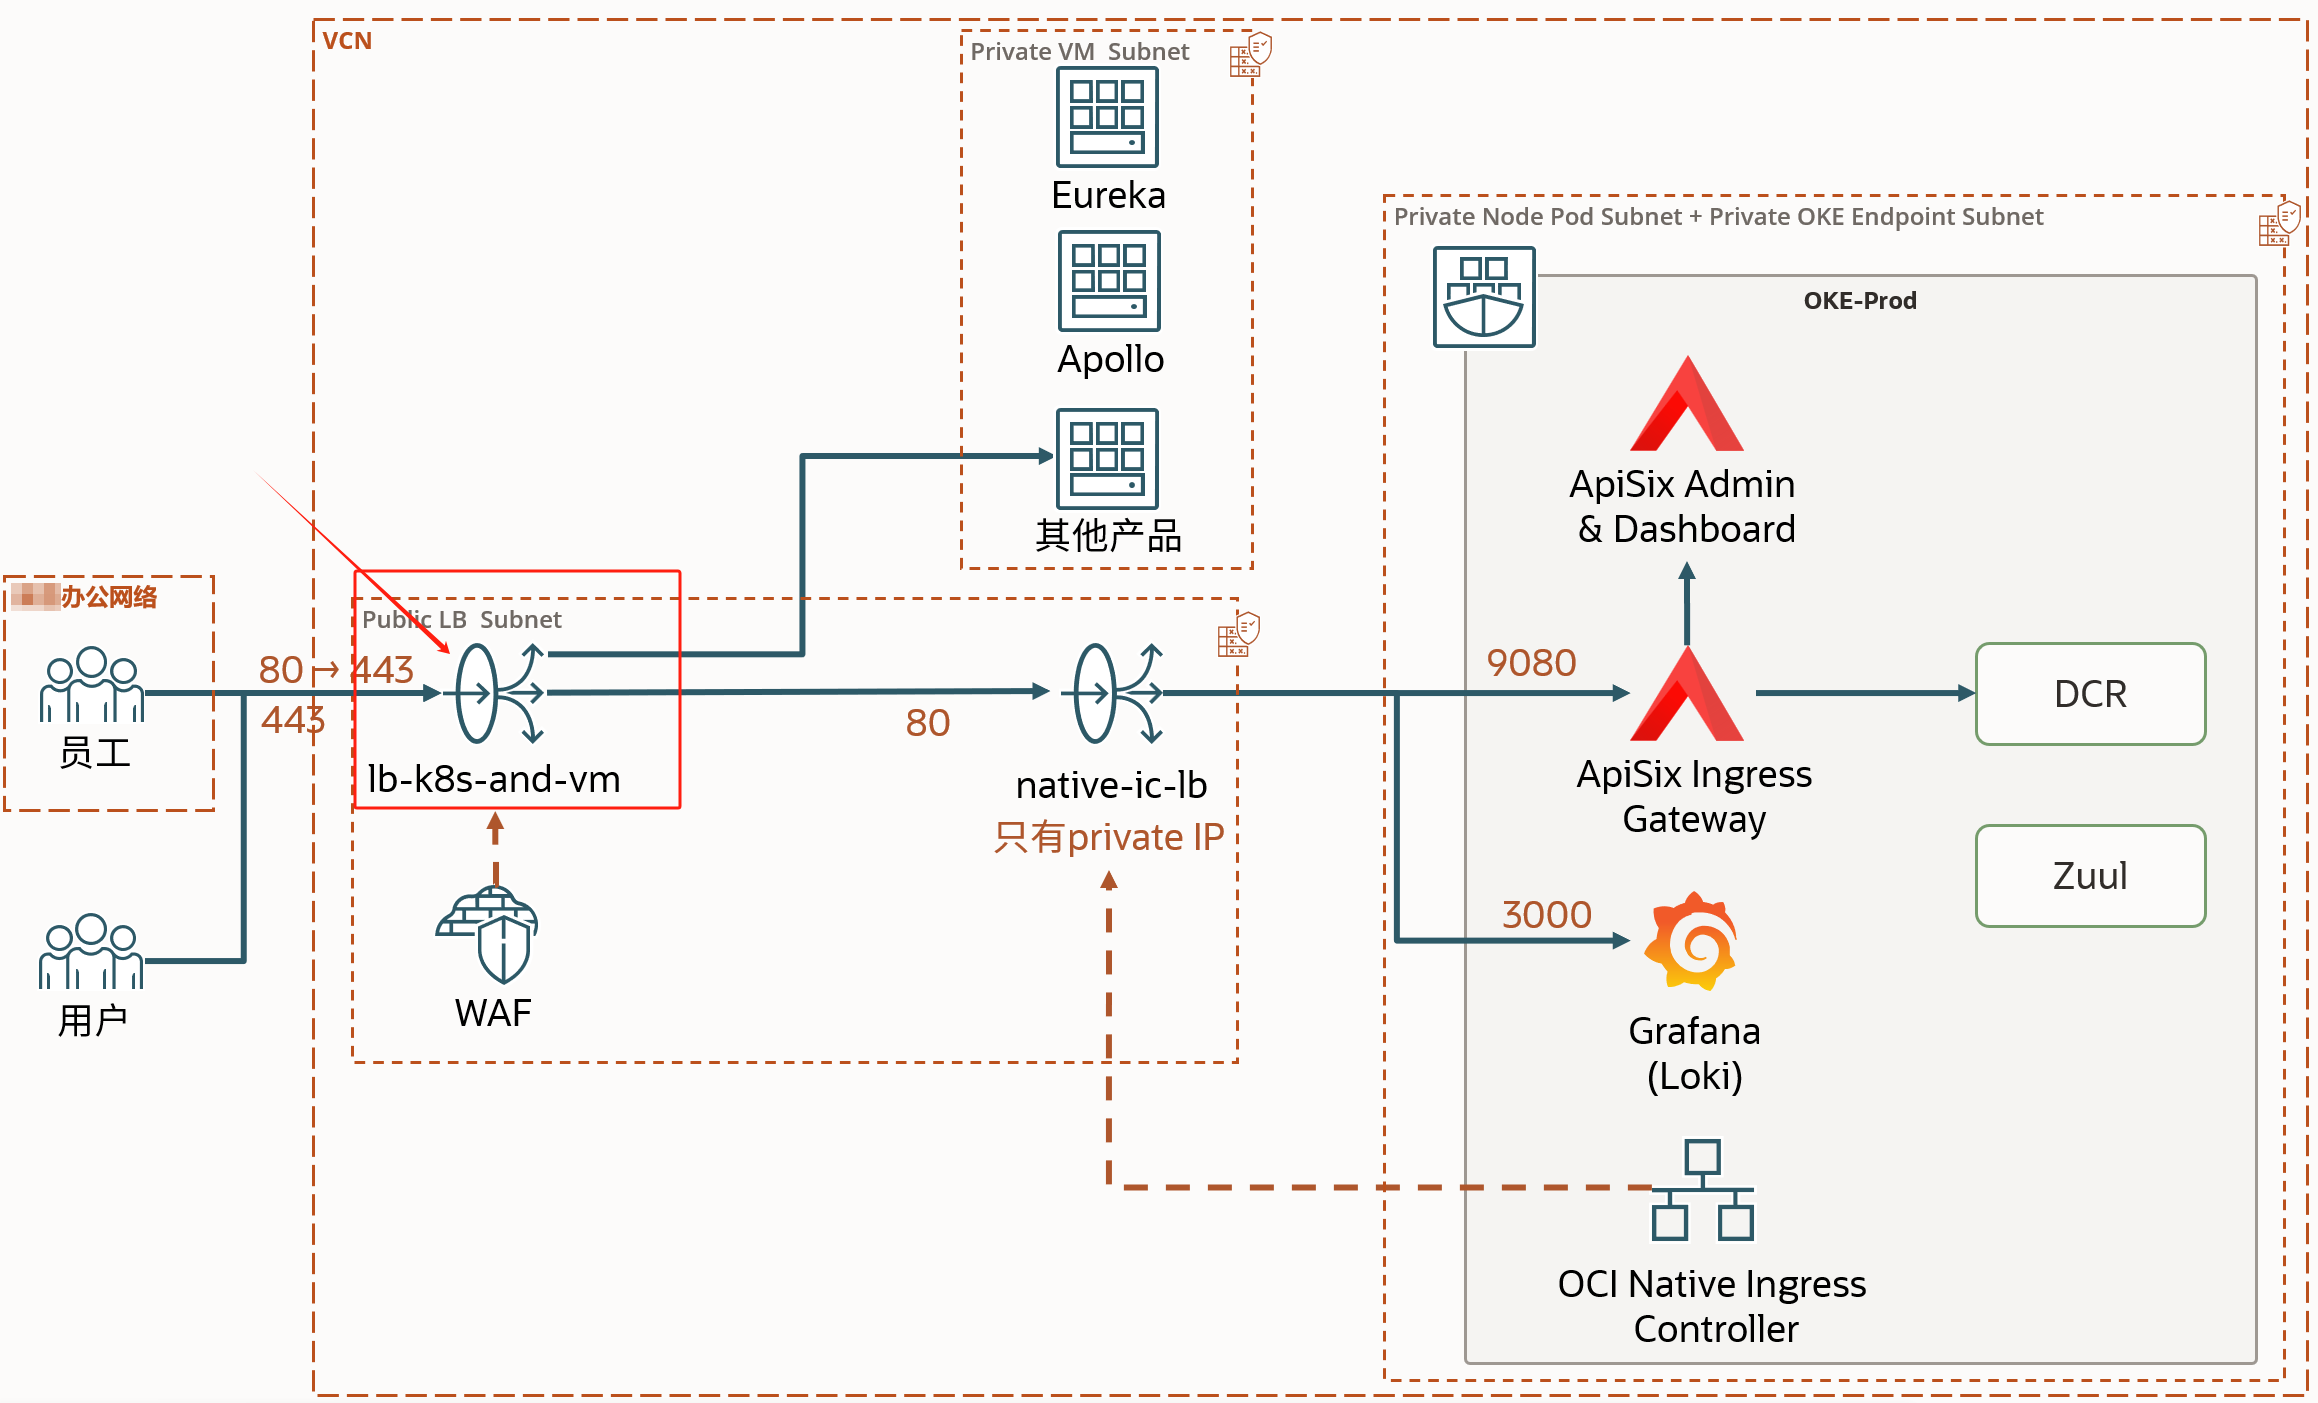 VCN
Private VM  Subnet
Eureka
Apollo
其他产品
Private Node Pod Subnet + Private OKE Endpoint Subnet
OKE-Prod
ApiSix Admin
& Dashboard
办公网络
员工
用户
80→443
443
Public LB  Subnet
lb-k8s-and-vm
WAF
80
native-ic-lb
只有private IP
9080
ApiSix Ingress
Gateway
DCR
Zuul
3000
Grafana
(Loki)
OCI Native Ingress
Controller